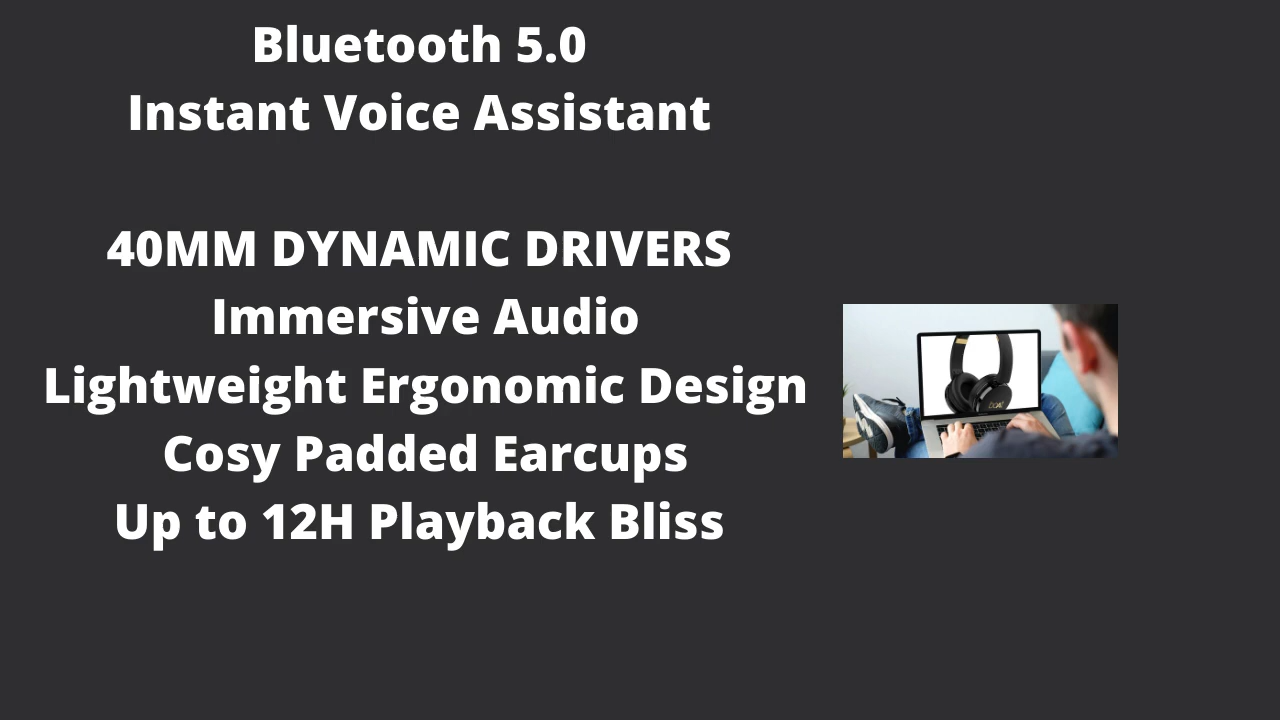 Bluetooth 5.0
Instant Voice Assistant
40MM DYNAMIC DRIVERS
Immersive Audio
Lightweight Ergonomic Design
Cosy Padded Earcups
Up to 12H Playback Bliss
boAt